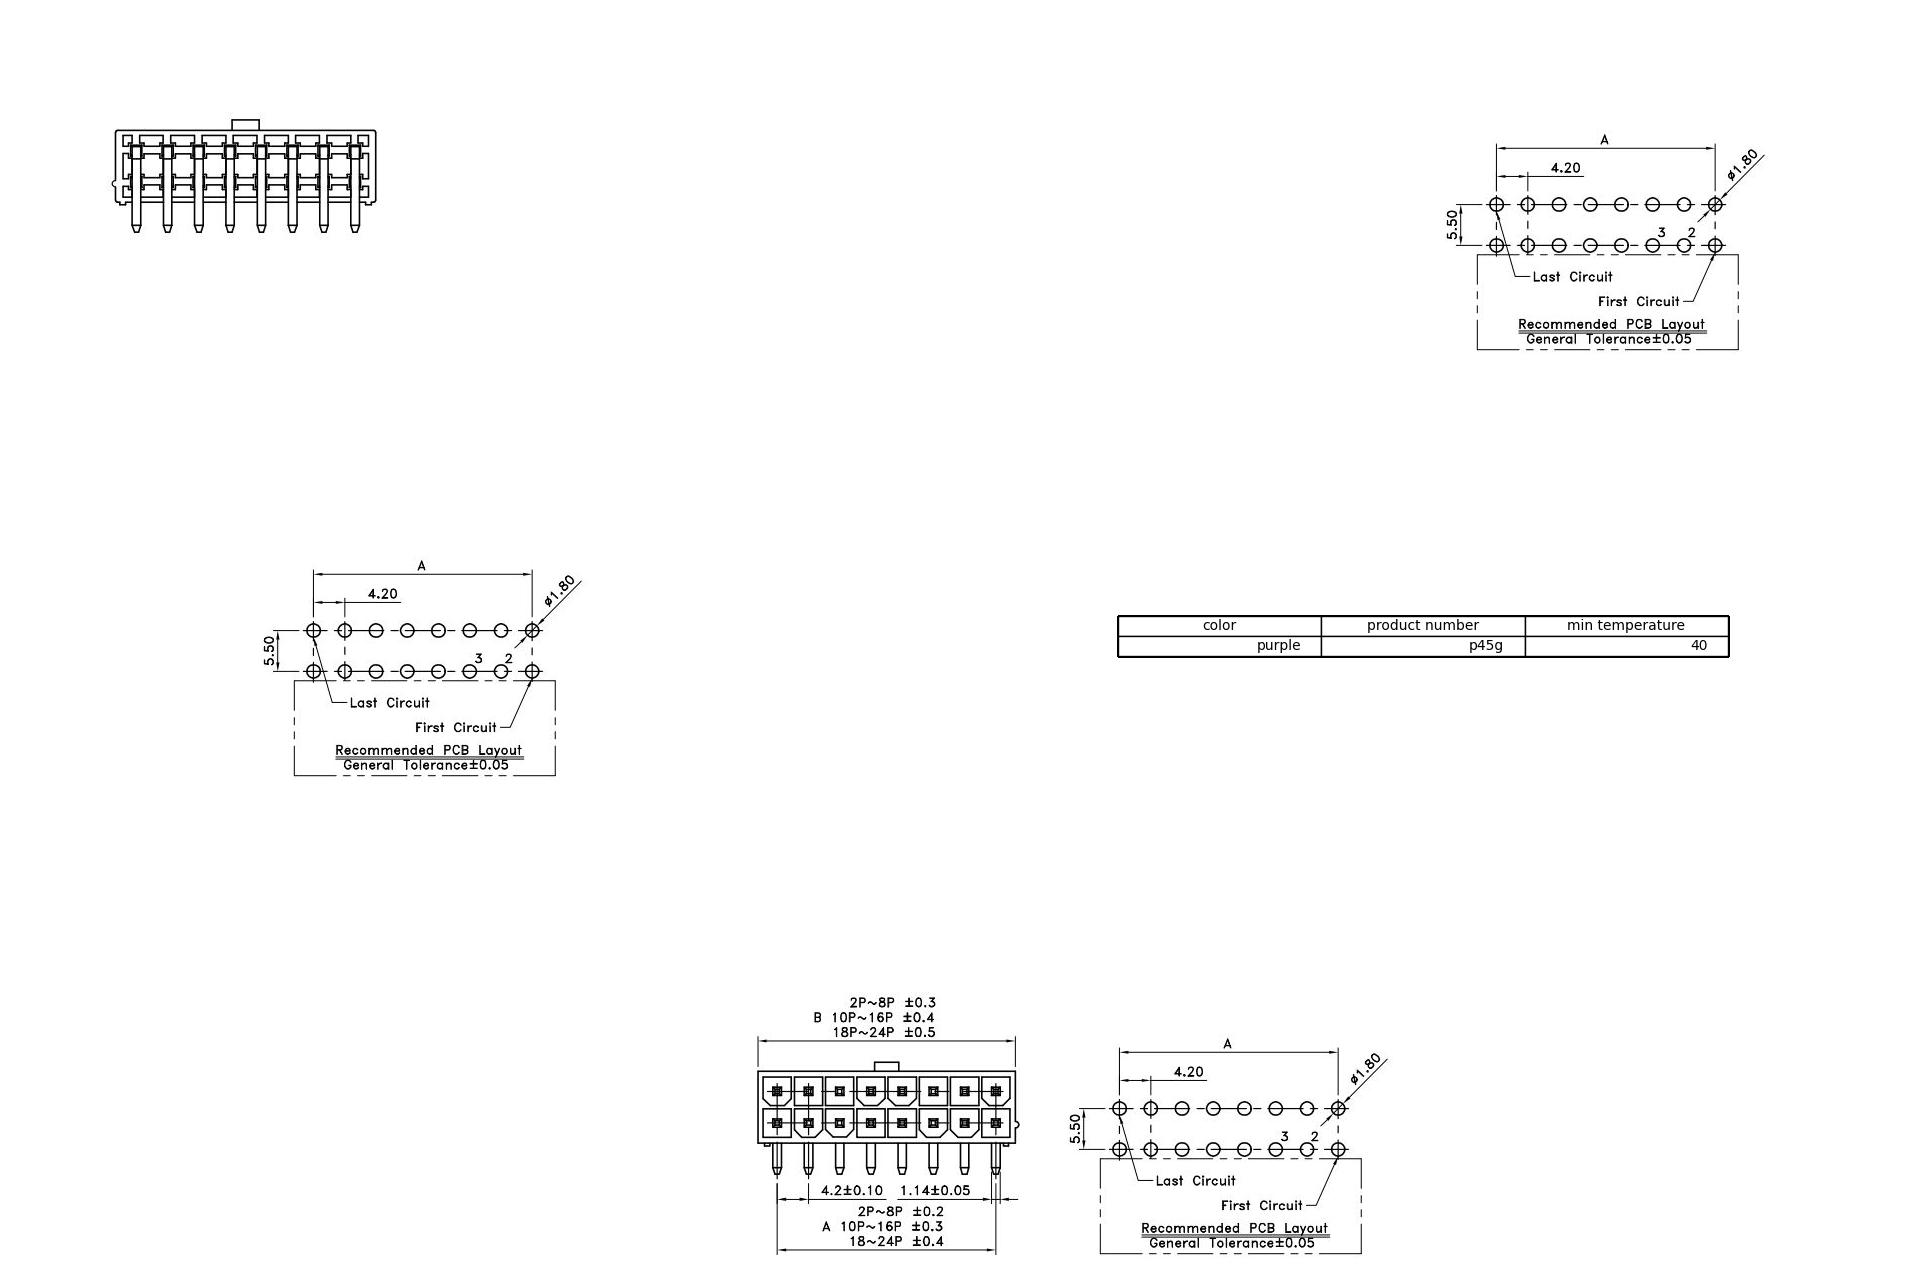 A
4.20
ø1.80
5.50
3 2
Last Circuit
First Circuit
Recommended PCB Layout
General Tolerance±0.05
A
4.20
ø1.80
5.50
3 2
Last Circuit
First Circuit
Recommended PCB Layout
General Tolerance±0.05
color product number min temperature
purple p45g 40
2P~8P ±0.3
B 10P~16P ±0.4
18P~24P ±0.5
4.2±0.10 1.14±0.05
2P~8P ±0.2
A 10P~16P ±0.3
18~24P ±0.4
A
4.20
ø1.80
5.50
3 2
Last Circuit
First Circuit
Recommended PCB Layout
General Tolerance±0.05